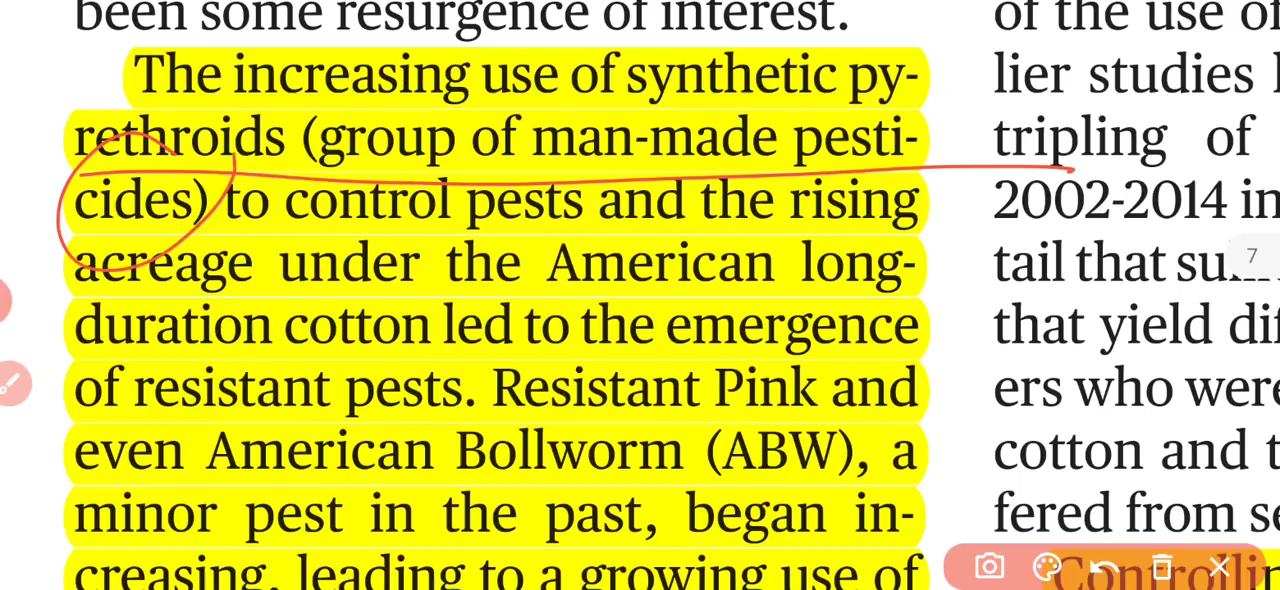 been some resurgence of interest.
The increasing use of synthetic py-
rethroids (group of man-made pesti-
cides) to control pests and the rising
acreage under the American long-
duration cotton led to the emergence
of resistant pests. Resistant Pink and
even American Bollworm (ABW), a
minor pest in the past, began in-
creasing, leading to a growing use of
of the use of
lier studies
tripling of
2002-2014 in
tail that
that yield
ers who were
cotton and
fered from
7